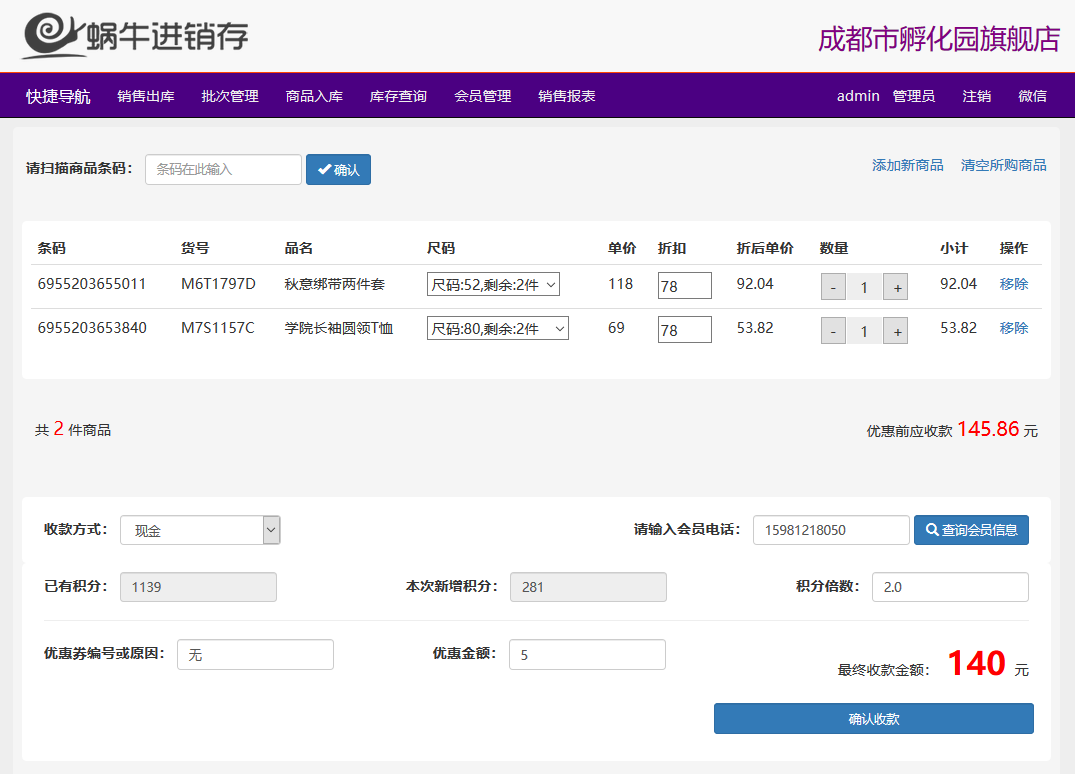 蜗牛进销存
成都市孵化园旗舰店
快捷导航 销售出库 批次管理 商品入库 库存查询 会员管理 销售报表 admin 管理员 注销 微信
请扫描商品条码： 条码在此输入 确认 添加新商品 清空所购商品
条码 货号 品名 尺码 单价 折扣 折后单价 数量 小计 操作
6955203655011 M6T1797D 秋意绑带两件套 尺码:52,剩余:2件 118 78 92.04 - 1 + 92.04 移除
6955203653840 M7S1157C 学院长袖圆领T恤 尺码:80,剩余:2件 69 78 53.82 - 1 + 53.82 移除
共 2 件商品 优惠前应收款 145.86 元
收款方式： 现金 请输入会员电话： 15981218050 查询会员信息
已有积分： 1139 本次新增积分： 281 积分倍数： 2.0
优惠券编号或原因： 无 优惠金额： 5 最终收款金额： 140 元
确认收款